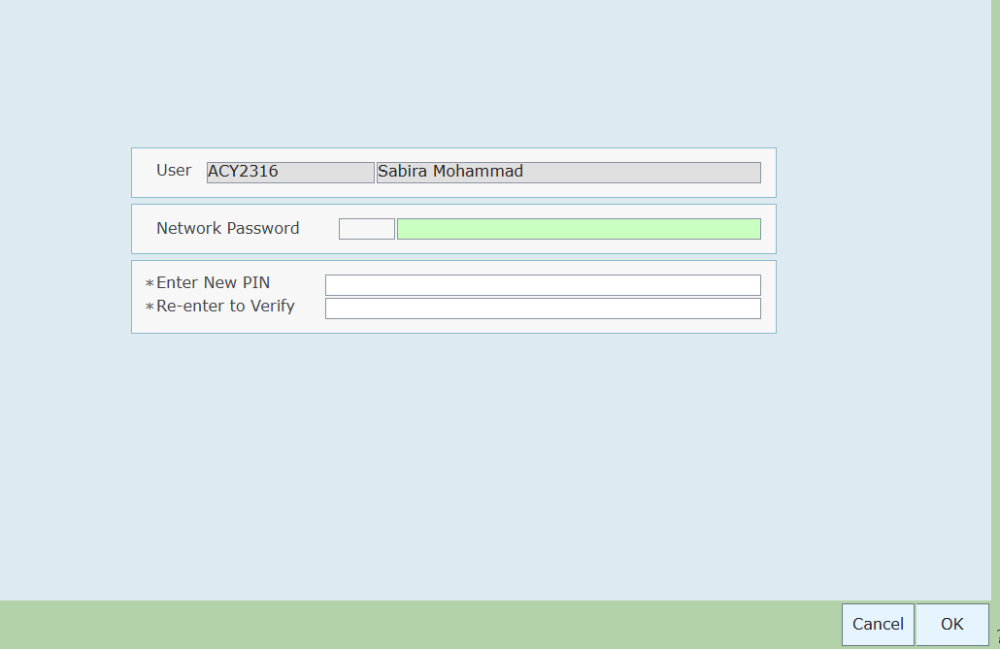 User ACY2316 Sabira Mohammad
Network Password
*Enter New PIN
*Re-enter to Verify
Cancel OK